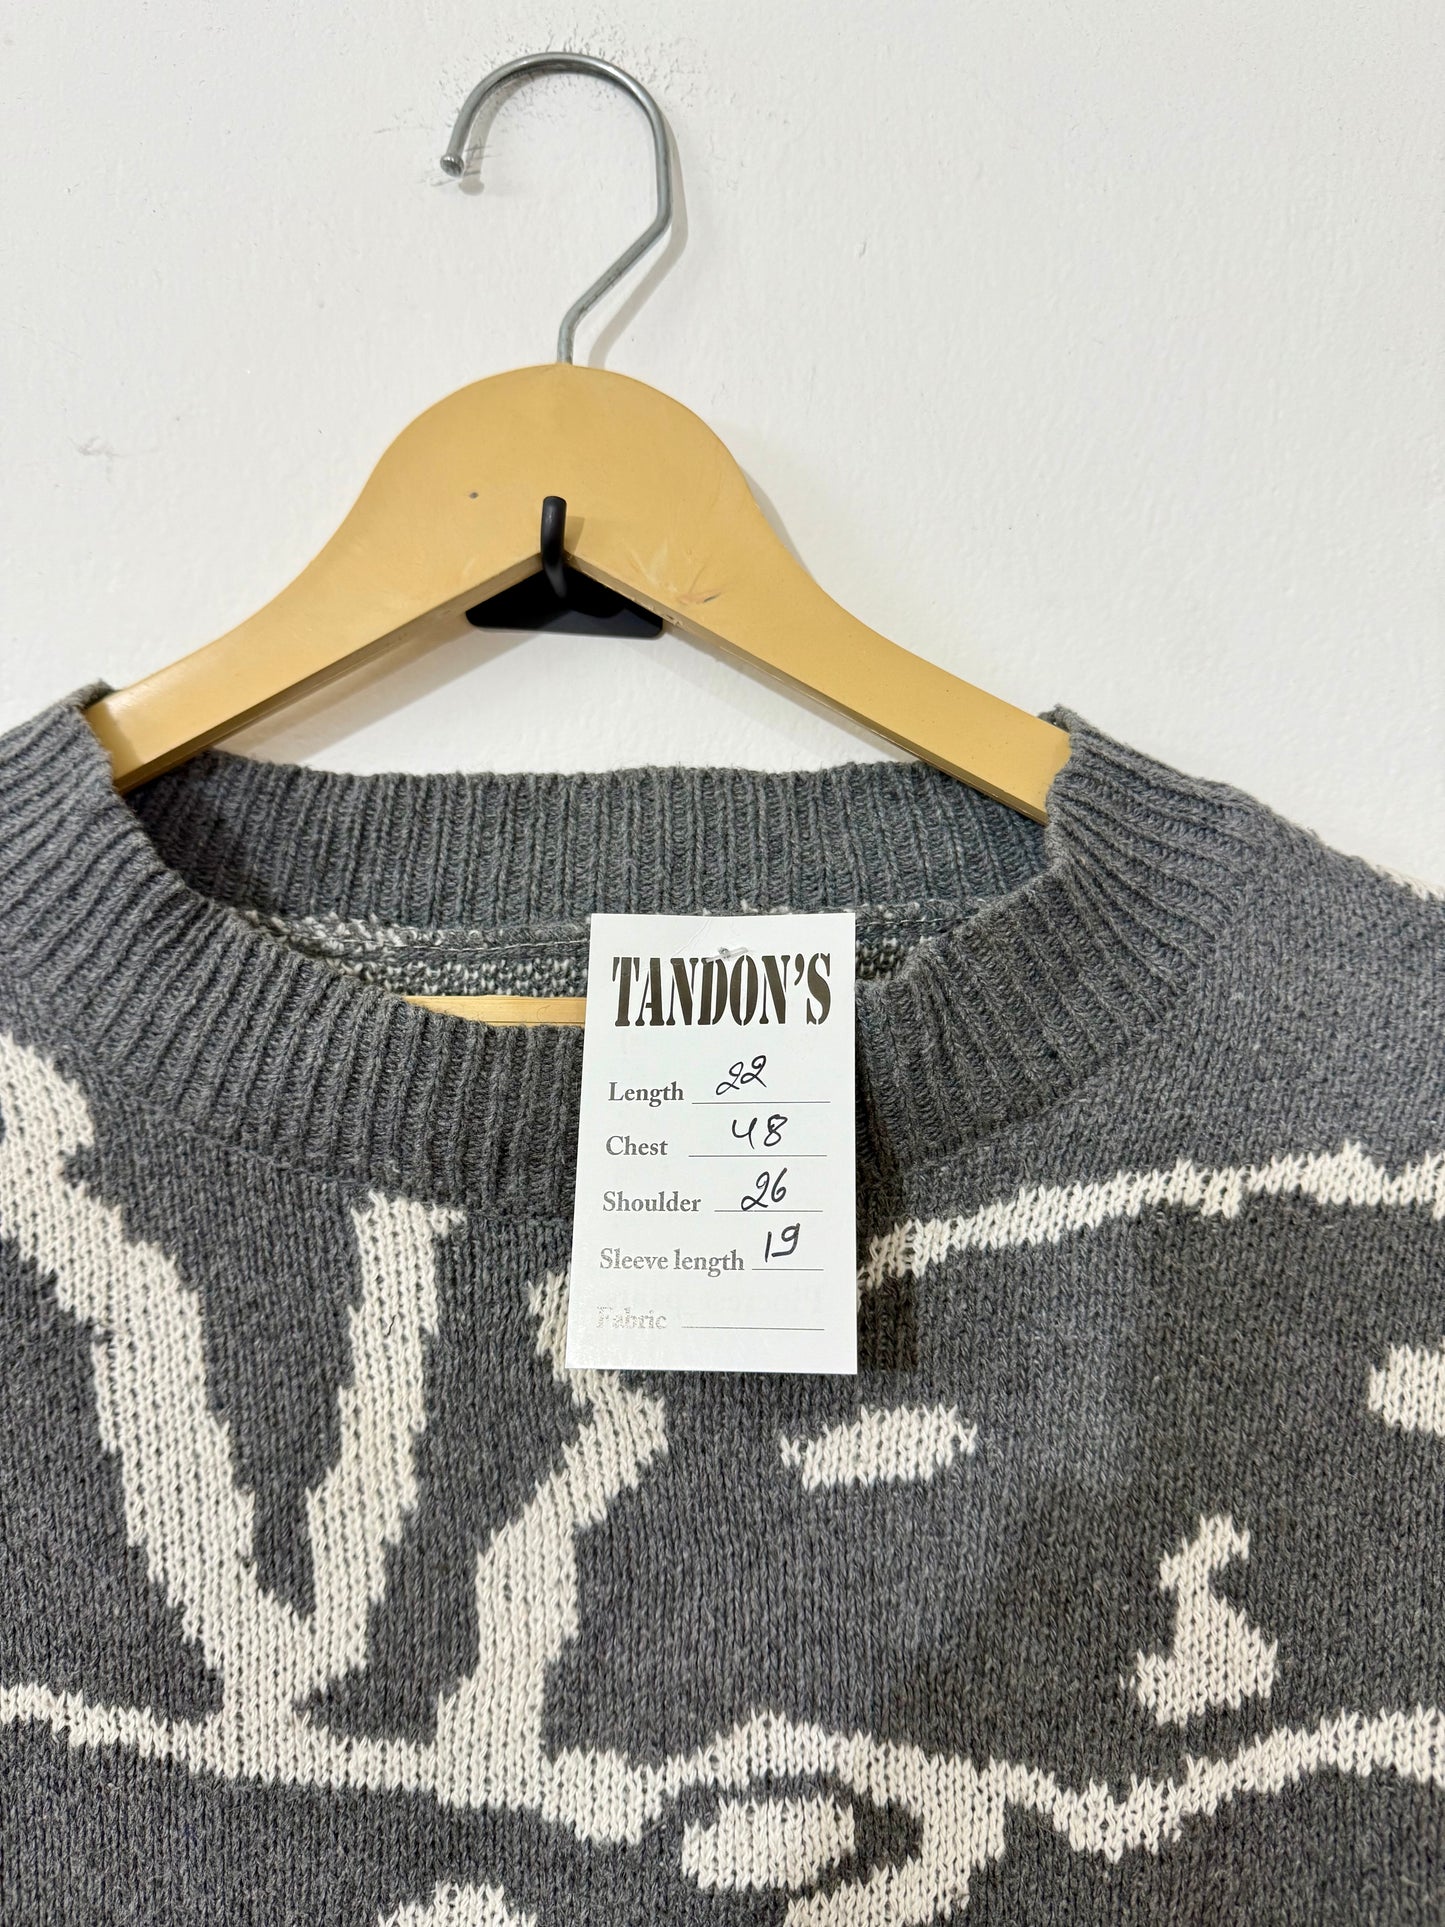 TANDON'S
Length 22
Chest 48
Shoulder 26
Sleeve length 19
Fabric